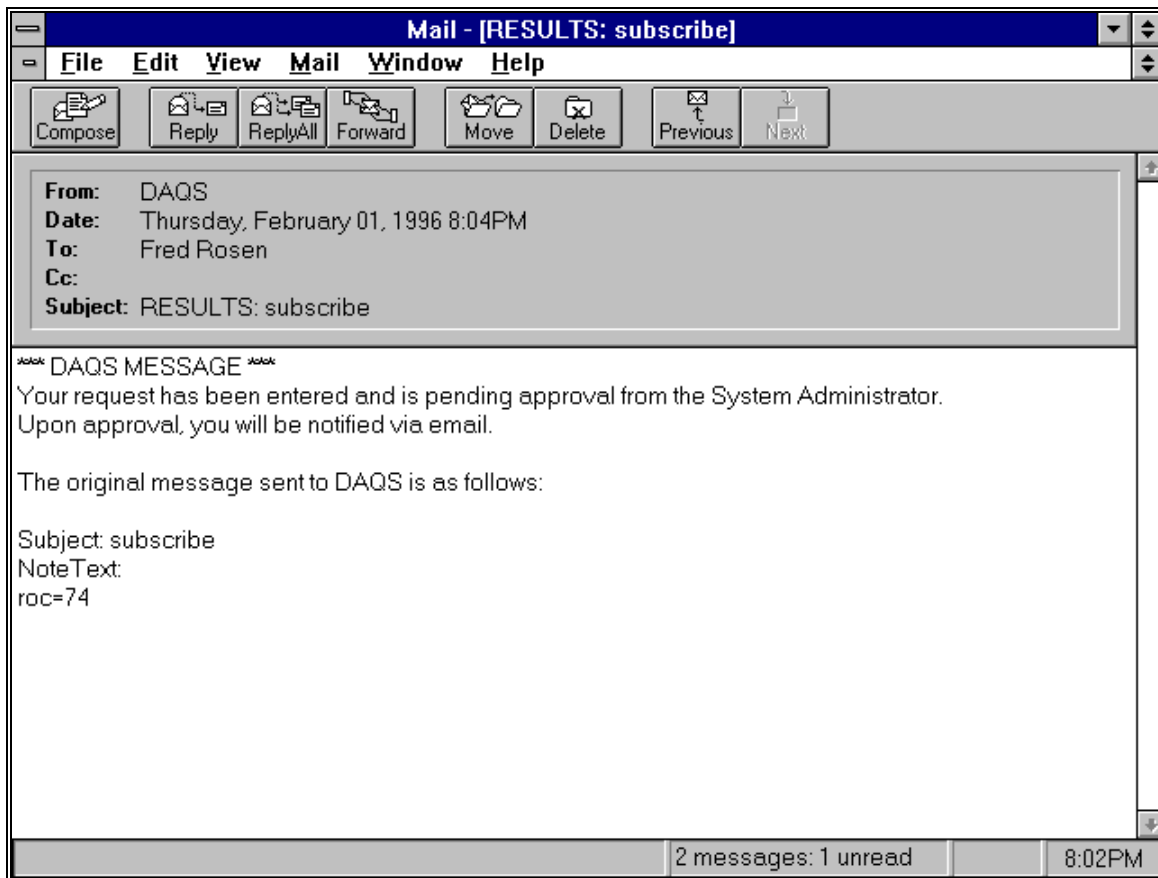 Mail - [RESULTS: subscribe]
File Edit View Mail Window Help
Compose Reply ReplyAll Forward Move Delete Previous Next
From: DAQS
Date: Thursday, February 01, 1996 8:04PM
To: Fred Rosen
Cc:
Subject: RESULTS: subscribe
*** DAQS MESSAGE ***
Your request has been entered and is pending approval from the System Administrator.
Upon approval, you will be notified via email.
The original message sent to DAQS is as follows:
Subject: subscribe
NoteText:
roc=74
2 messages: 1 unread 8:02PM